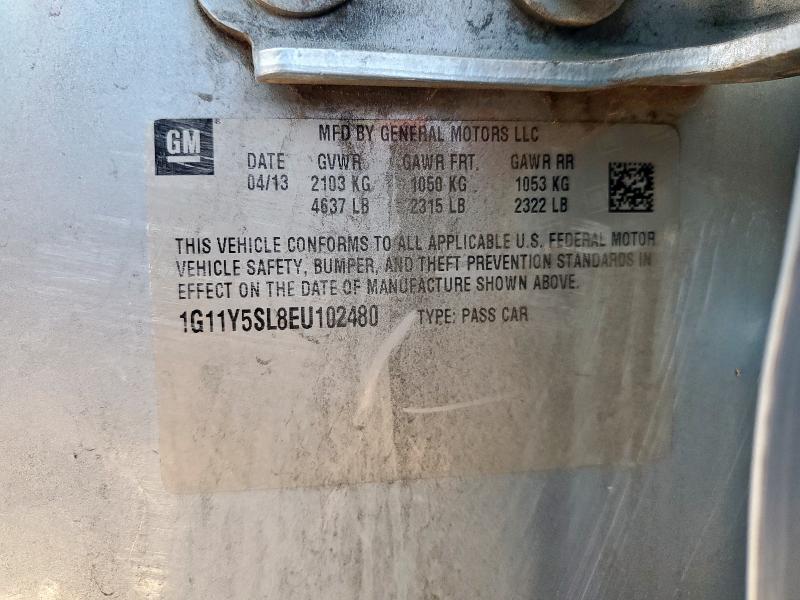 GM ® MFD BY GENERAL MOTORS LLC
DATE GVWR GAWR FRT. GAWR RR
04/13 2103 KG 1050 KG 1053 KG
4637 LB 2315 LB 2322 LB
THIS VEHICLE CONFORMS TO ALL APPLICABLE U.S. FEDERAL MOTOR
VEHICLE SAFETY, BUMPER, AND THEFT PREVENTION STANDARDS IN
EFFECT ON THE DATE OF MANUFACTURE SHOWN ABOVE.
1G11Y5SL8EU102480 TYPE: PASS CAR